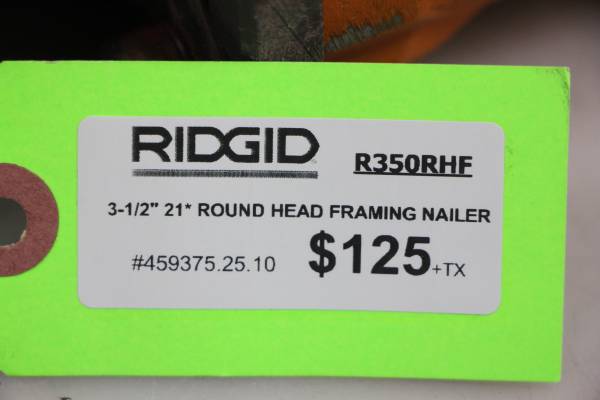 RIDGID R350RHF
3-1/2" 21* ROUND HEAD FRAMING NAILER
#459375.25.10 $125+TX